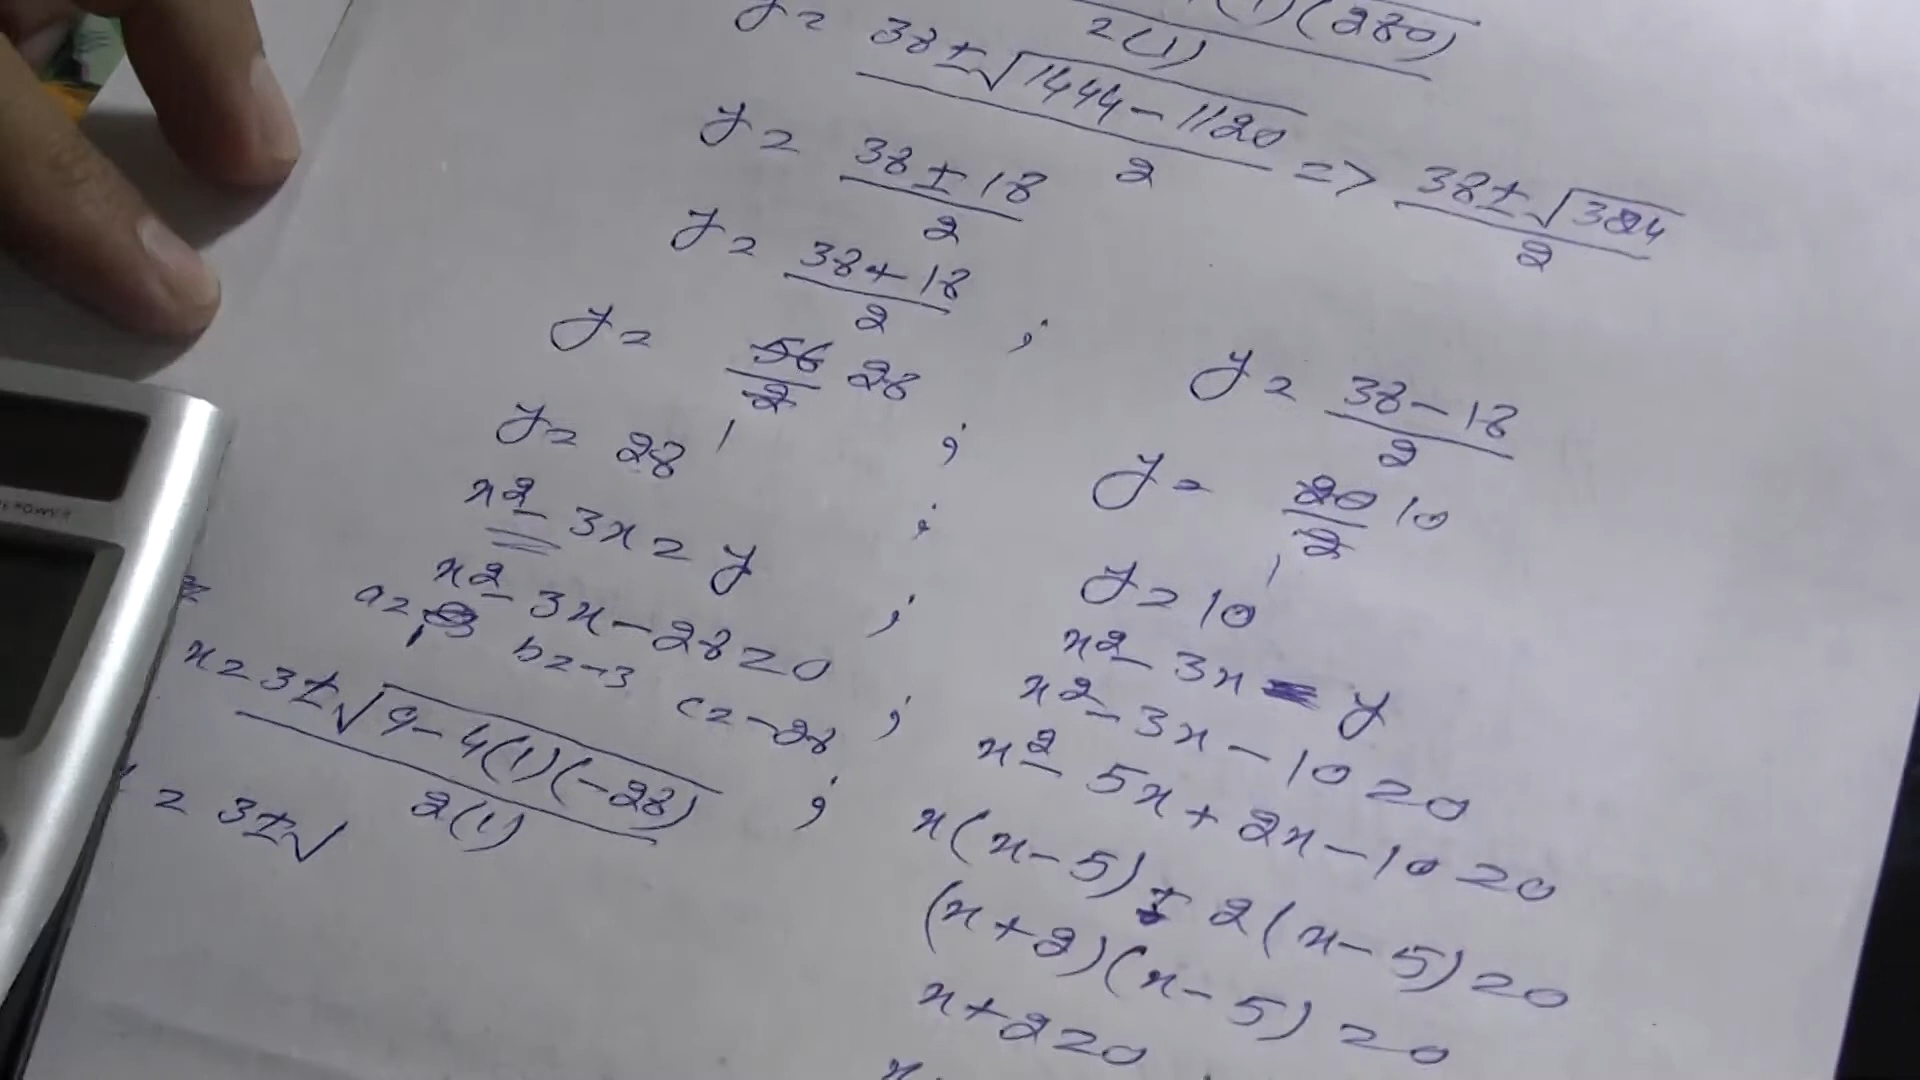 (280)
2(1)
y = 38 ± √1444 - 1120 / 2 => 38 ± √324 / 2
y = 38 ± 18 / 2
y = 38 + 18 / 2 ; y = 38 - 18 / 2
y = 56 / 2 28 1 ; y = 20 / 2 10 1
y = 28 ; y = 10
x² - 3x = y ; x² - 3x = y
x² - 3x - 28 = 0 ; x² - 3x - 10 = 0
a = 1 b = -3 c = -28 ; x² - 5x + 2x - 10 = 0
x = 3 ± √9 - 4(1)(-28) / 2(1) ; x(x - 5) + 2(x - 5) = 0
= 3 ± √ (x + 2)(x - 5) = 0
x + 2 = 0